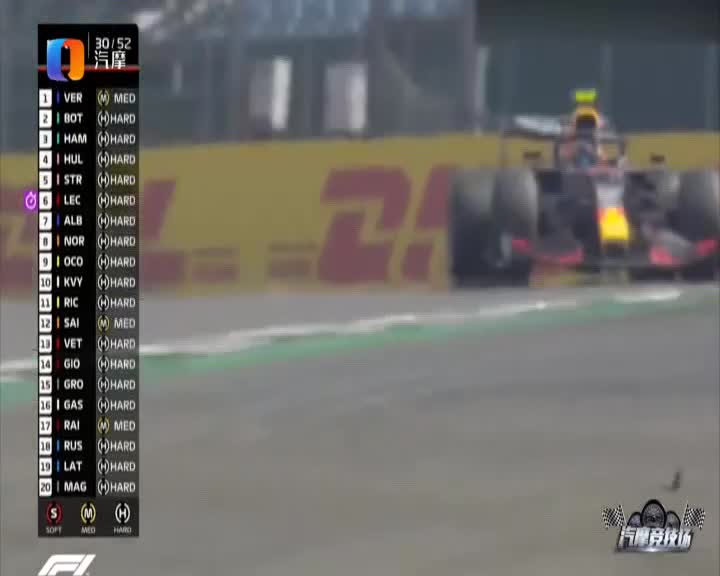 30/52
汽摩
1 VER M MED
2 BOT H HARD
3 HAM H HARD
4 HUL H HARD
5 STR H HARD
6 LEC H HARD
7 ALB H HARD
8 NOR H HARD
9 OCO H HARD
10 KVY H HARD
11 RIC H HARD
12 SAI M MED
13 VET H HARD
14 GIO H HARD
15 GRO H HARD
16 GAS H HARD
17 RAI M MED
18 RUS H HARD
19 LAT H HARD
20 MAG H HARD
S M H
SOFT MED HARD
F1
汽摩竞技场